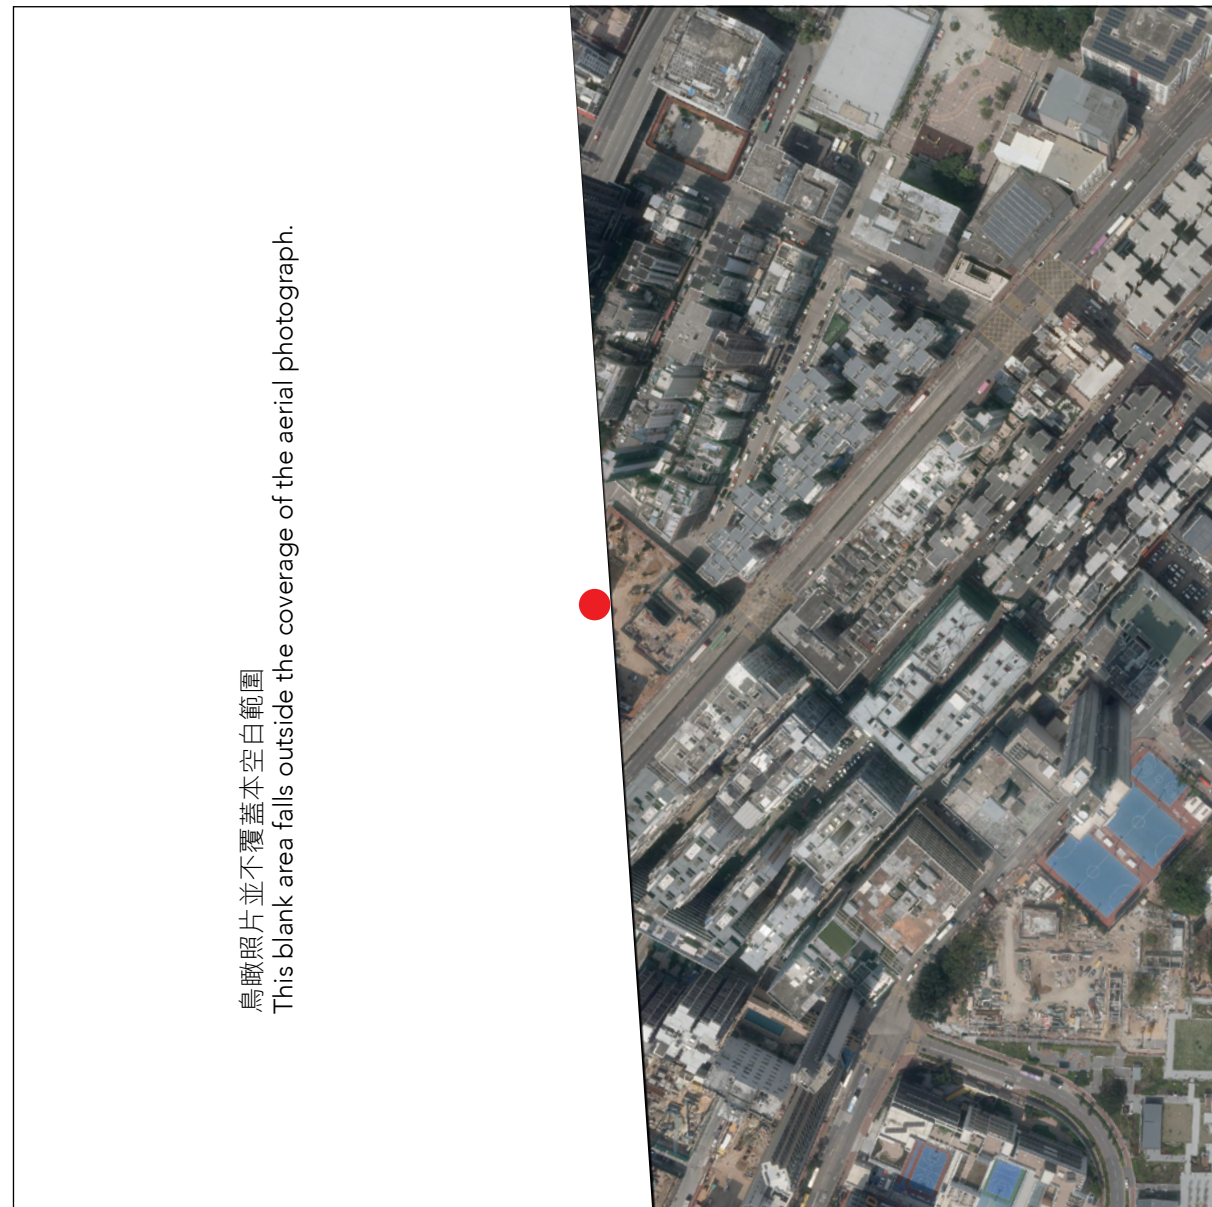 鳥瞰照片並不覆蓋本空白範圍
This blank area falls outside the coverage of the aerial photograph.